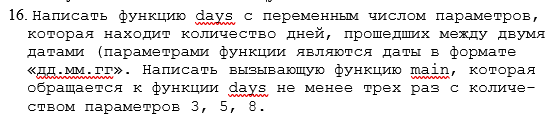 16. Написать функцию days с переменным числом параметров,
которая находит количество дней, прошедших между двумя
датами (параметрами функции являются даты в формате
«дд.мм.гг». Написать вызывающую функцию main, которая
обращается к функции days не менее трех раз с количе-
ством параметров 3, 5, 8.